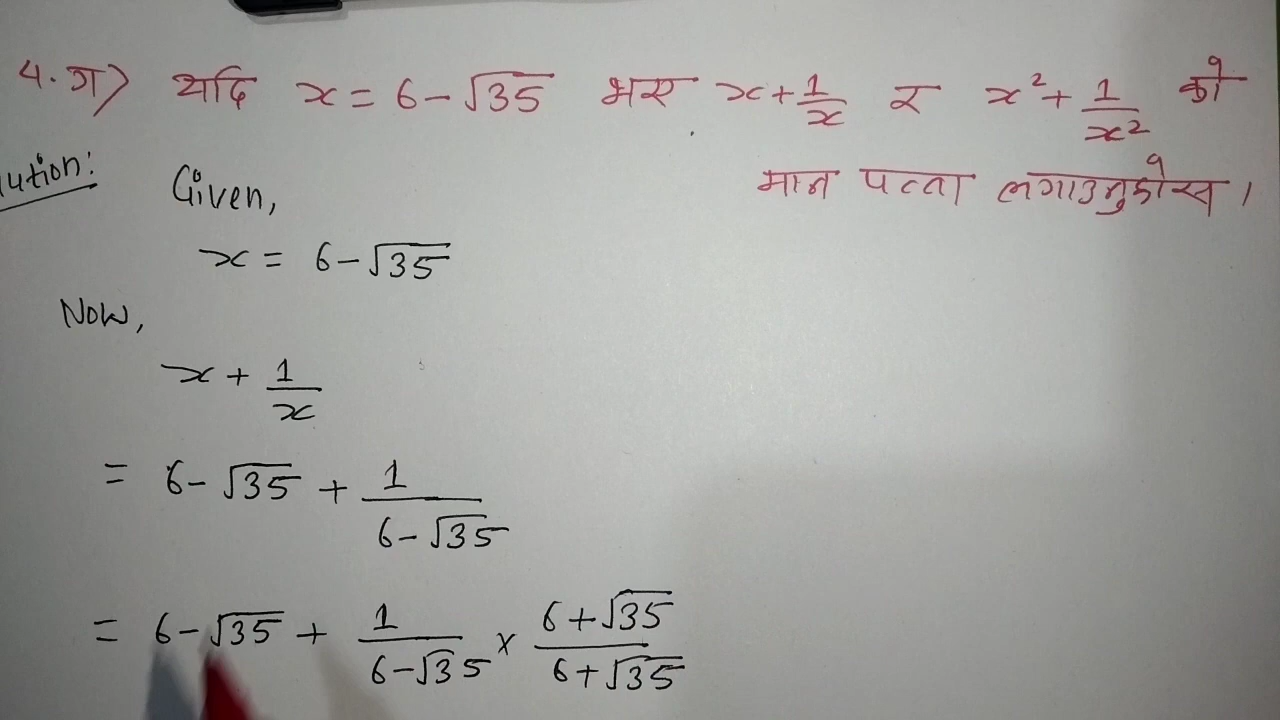 4. ग) यदि x = 6 - √35 भए x + 1/x र x² + 1/x² को
मान पत्ता लगाउनुहोस् ।
lution:
Given,
x = 6 - √35
Now,
x + 1/x
= 6 - √35 + 1/(6 - √35)
= 6 - √35 + 1/(6 - √35) × (6 + √35)/(6 + √35)